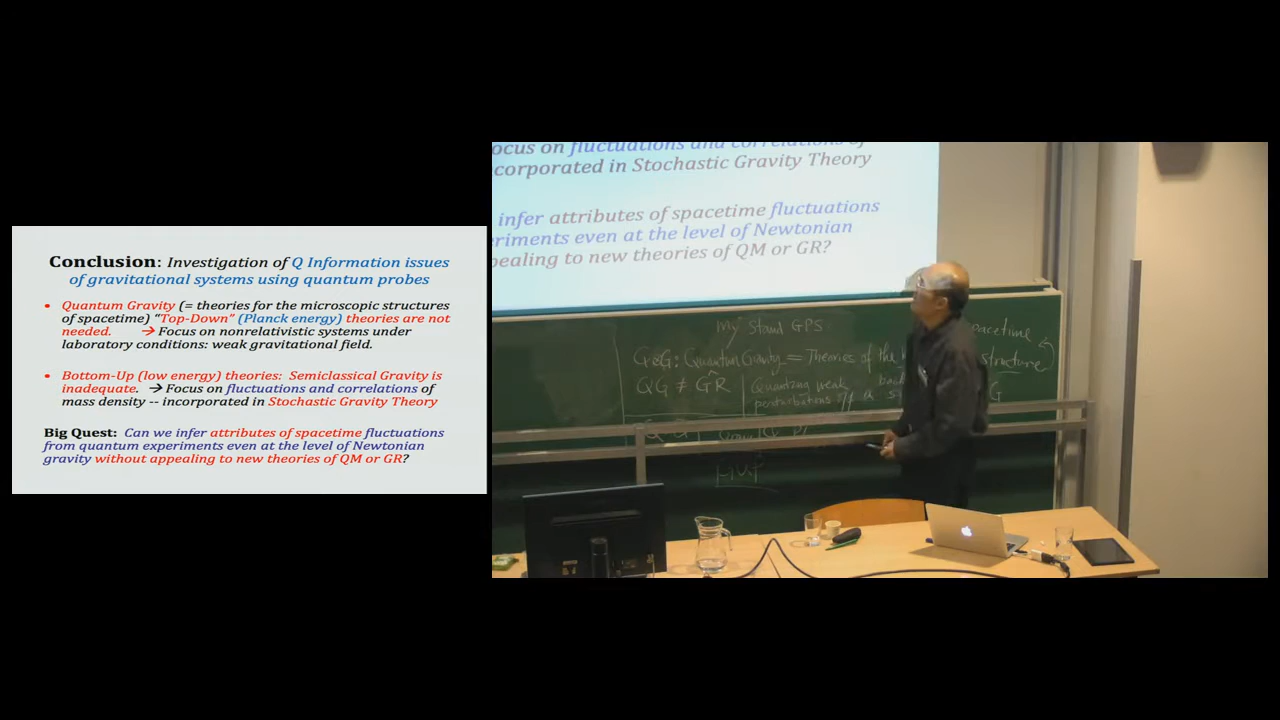 Conclusion: Investigation of Q Information issues
of gravitational systems using quantum probes
• Quantum Gravity (= theories for the microscopic structures
of spacetime) "Top-Down" (Planck energy) theories are not
needed. → Focus on nonrelativistic systems under
laboratory conditions: weak gravitational field.
• Bottom-Up (low energy) theories: Semiclassical Gravity is
inadequate. → Focus on fluctuations and correlations of
mass density -- incorporated in Stochastic Gravity Theory
Big Quest: Can we infer attributes of spacetime fluctuations
from quantum experiments even at the level of Newtonian
gravity without appealing to new theories of QM or GR?
ocus on fluctuations and correlations of
corporated in Stochastic Gravity Theory
infer attributes of spacetime fluctuations
eriments even at the level of Newtonian
pealing to new theories of QM or GR?
My Stand GPS
QG: Quantum Gravity = Theories of the
spacetime
structure
QG ≠ GR
Quantizing weak
perturbations off a
G